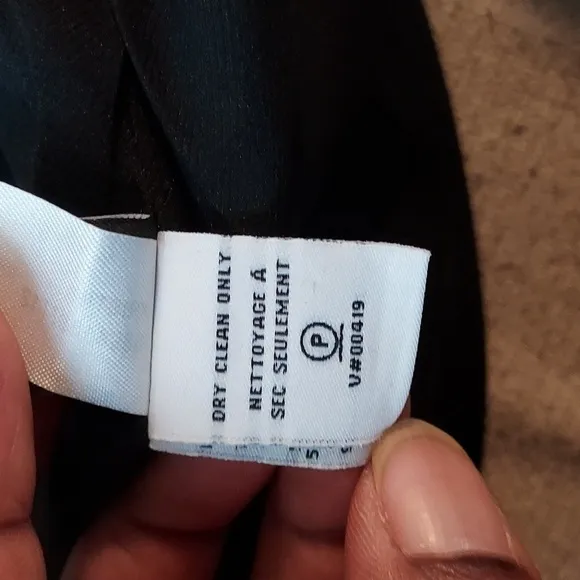 DRY CLEAN ONLY
NETTOYAGE Á
SEC SEULEMENT
P
V#00419